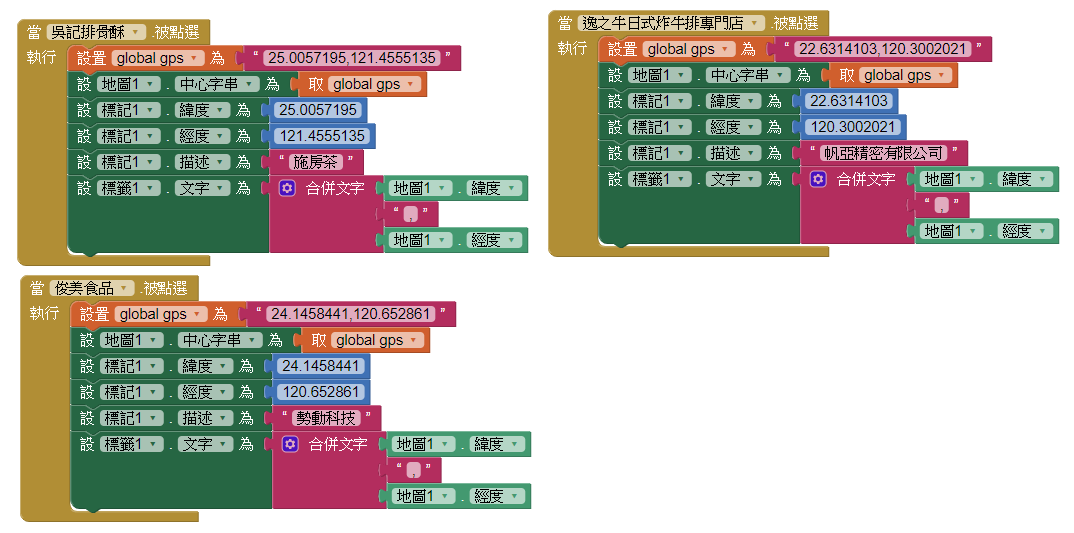 當 吳記排骨酥 .被點選
執行 設置 global gps 為 “ 25.0057195,121.4555135 ”
設 地圖1 . 中心字串 為 取 global gps
設 標記1 . 緯度 為 25.0057195
設 標記1 . 經度 為 121.4555135
設 標記1 . 描述 為 “ 施房茶 ”
設 標籤1 . 文字 為 合併文字 地圖1 . 緯度
“ , ”
地圖1 . 經度
當 逸之牛日式炸牛排專門店 .被點選
執行 設置 global gps 為 “ 22.6314103,120.3002021 ”
設 地圖1 . 中心字串 為 取 global gps
設 標記1 . 緯度 為 22.6314103
設 標記1 . 經度 為 120.3002021
設 標記1 . 描述 為 “ 帆亞精密有限公司 ”
設 標籤1 . 文字 為 合併文字 地圖1 . 緯度
“ , ”
地圖1 . 經度
當 俊美食品 .被點選
執行 設置 global gps 為 “ 24.1458441,120.652861 ”
設 地圖1 . 中心字串 為 取 global gps
設 標記1 . 緯度 為 24.1458441
設 標記1 . 經度 為 120.652861
設 標記1 . 描述 為 “ 勢動科技 ”
設 標籤1 . 文字 為 合併文字 地圖1 . 緯度
“ , ”
地圖1 . 經度